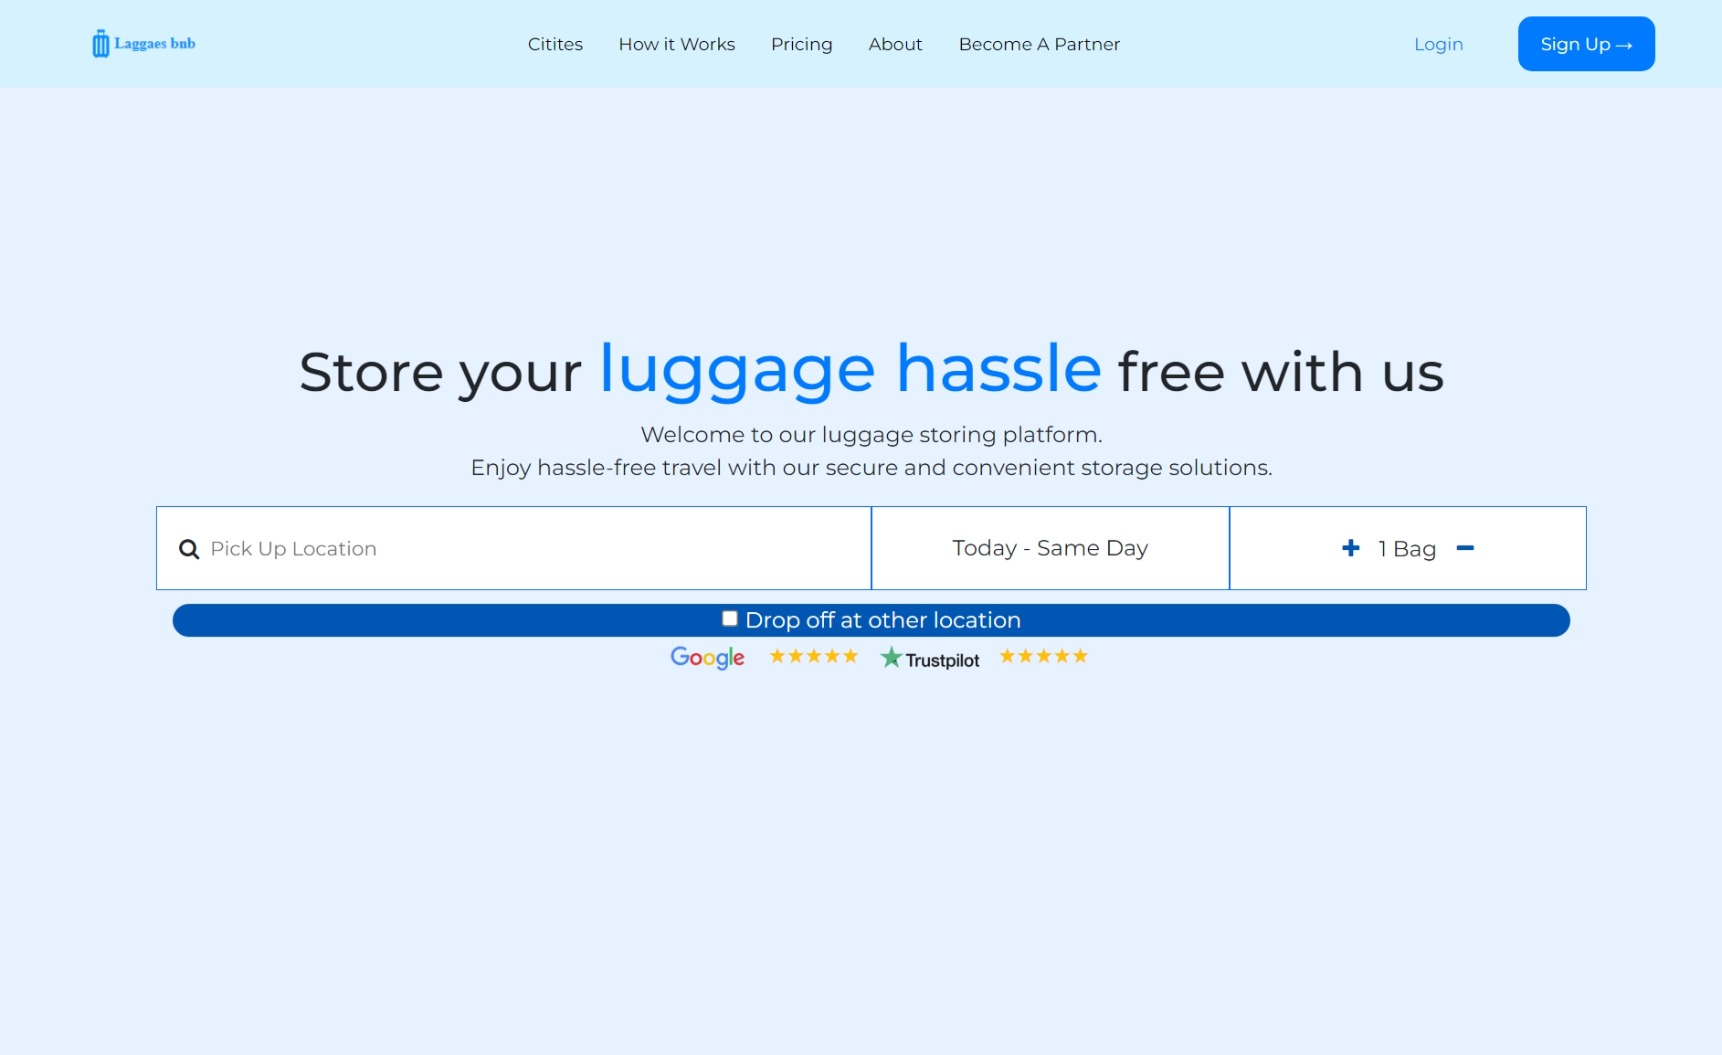 Laggaes bnb
Citites How it Works Pricing About Become A Partner
Login
Sign Up →
Store your luggage hassle free with us
Welcome to our luggage storing platform.
Enjoy hassle-free travel with our secure and convenient storage solutions.
Pick Up Location
Today - Same Day
+ 1 Bag −
Drop off at other location
Google ★★★★★ Trustpilot ★★★★★